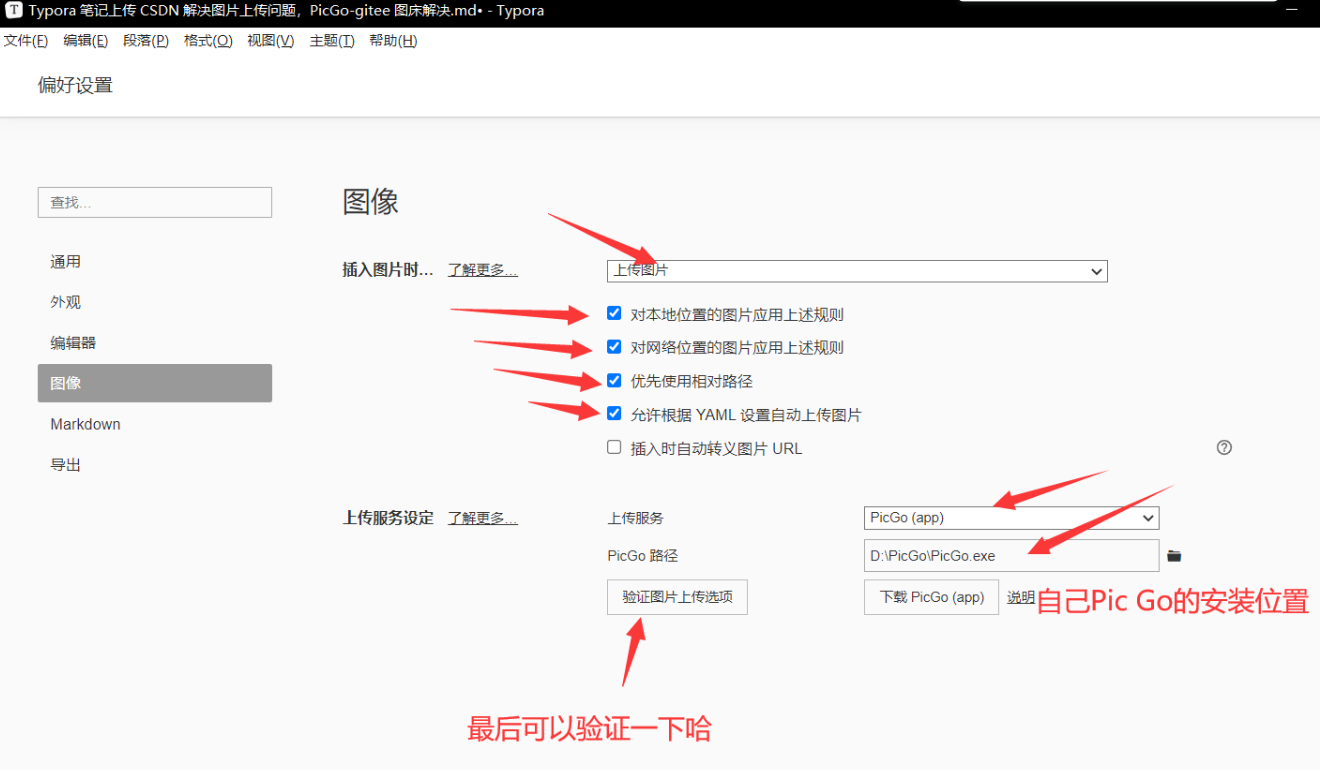 Typora 笔记上传 CSDN 解决图片上传问题，PicGo-gitee 图床解决.md• - Typora
文件(F) 编辑(E) 段落(P) 格式(O) 视图(V) 主题(T) 帮助(H)
偏好设置
查找...
通用
外观
编辑器
图像
Markdown
导出
图像
插入图片时... 了解更多... 上传图片
对本地位置的图片应用上述规则
对网络位置的图片应用上述规则
优先使用相对路径
允许根据 YAML 设置自动上传图片
插入时自动转义图片 URL
上传服务设定 了解更多... 上传服务 PicGo (app)
PicGo 路径 D:\PicGo\PicGo.exe
验证图片上传选项 下载 PicGo (app) 说明 自己Pic Go的安装位置
最后可以验证一下哈